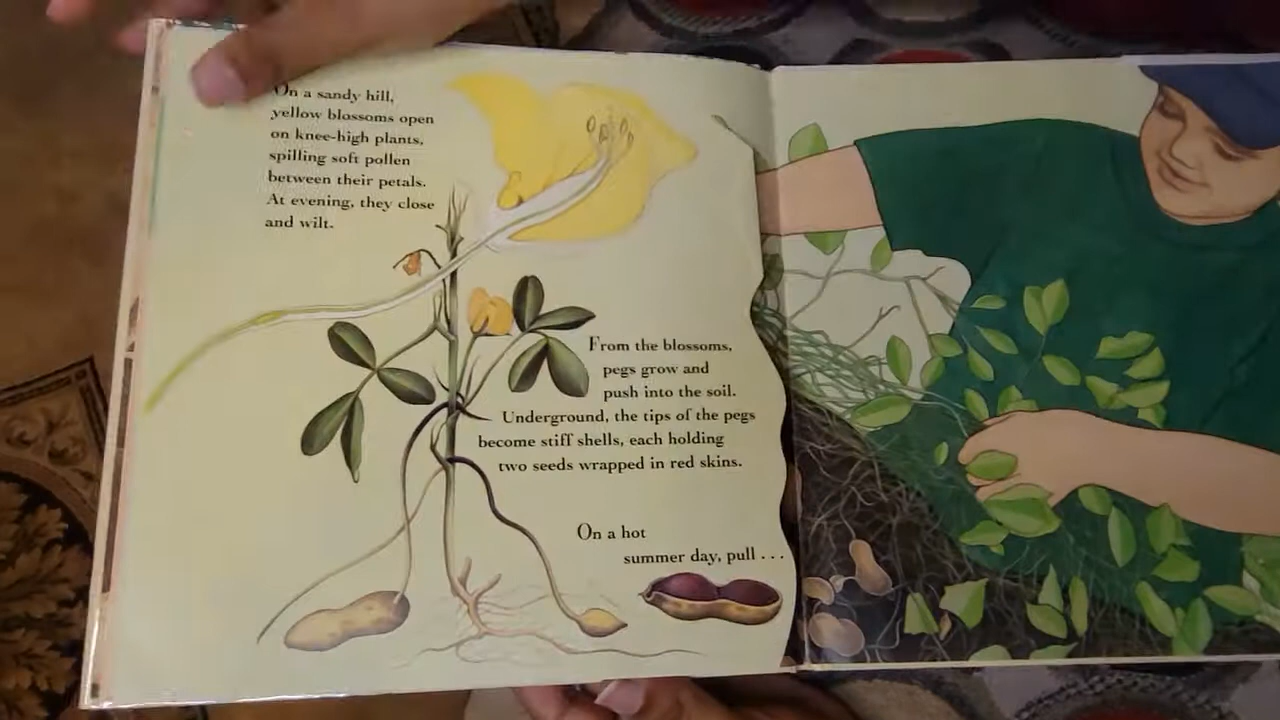 On a sandy hill,
yellow blossoms open
on knee-high plants,
spilling soft pollen
between their petals.
At evening, they close
and wilt.
From the blossoms,
pegs grow and
push into the soil.
Underground, the tips of the pegs
become stiff shells, each holding
two seeds wrapped in red skins.
On a hot
summer day, pull . . .